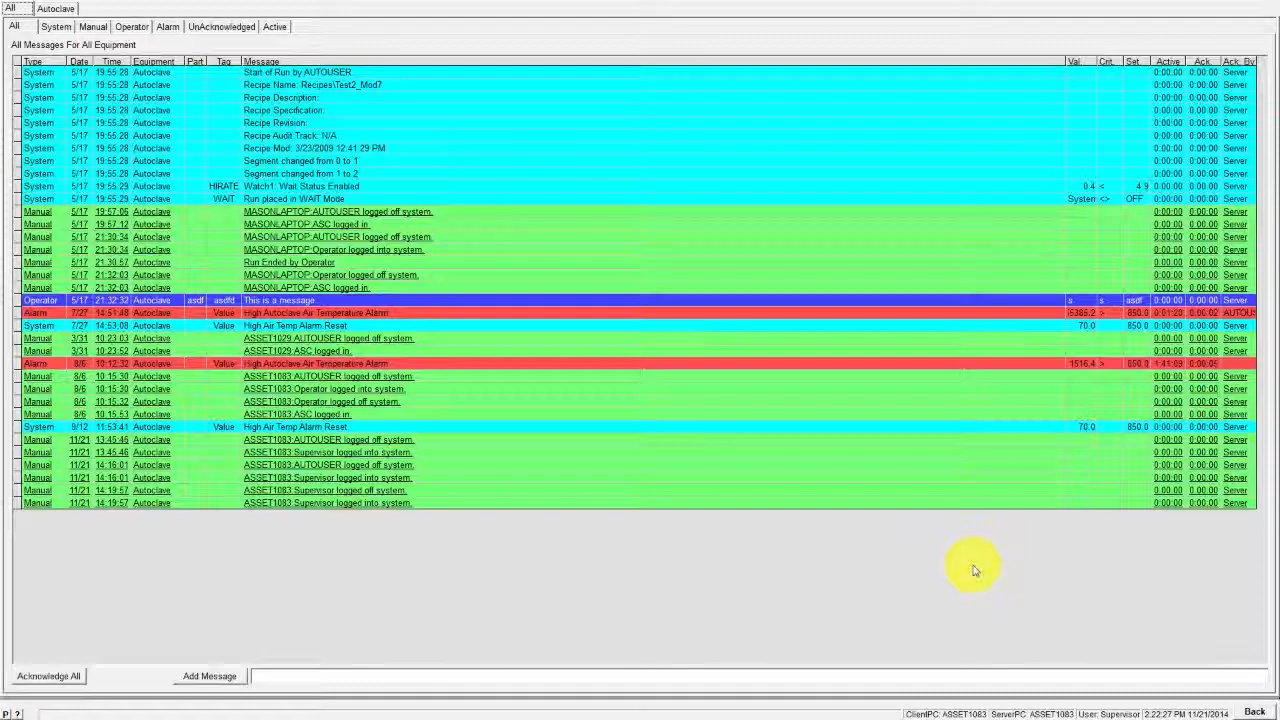 All Autoclave
All System Manual Operator Alarm UnAcknowledged Active
All Messages For All Equipment
Type Date Time Equipment Part Tag Message Val. Crit. Set. Active Ack. Ack. By
System 5/17 19:55:28 Autoclave Start of Run by AUTOUSER 0:00:00 0:00:00 Server
System 5/17 19:55:28 Autoclave Recipe Name: Recipes\Test2_Mod7 0:00:00 0:00:00 Server
System 5/17 19:55:28 Autoclave Recipe Description: 0:00:00 0:00:00 Server
System 5/17 19:55:28 Autoclave Recipe Specification: 0:00:00 0:00:00 Server
System 5/17 19:55:28 Autoclave Recipe Revision: 0:00:00 0:00:00 Server
System 5/17 19:55:28 Autoclave Recipe Audit Track: N/A 0:00:00 0:00:00 Server
System 5/17 19:55:28 Autoclave Recipe Mod: 3/23/2009 12:41:29 PM 0:00:00 0:00:00 Server
System 5/17 19:55:28 Autoclave Segment changed from 0 to 1 0:00:00 0:00:00 Server
System 5/17 19:55:28 Autoclave Segment changed from 1 to 2 0:00:00 0:00:00 Server
System 5/17 19:55:29 Autoclave HIRATE Watch1: Wait Status Enabled 0.4 < 4.9 0:00:00 0:00:00 Server
System 5/17 19:55:29 Autoclave WAIT Run placed in WAIT Mode System <> OFF 0:00:00 0:00:00 Server
Manual 5/17 19:57:06 Autoclave MASONLAPTOP:AUTOUSER logged off system. 0:00:00 0:00:00 Server
Manual 5/17 19:57:12 Autoclave MASONLAPTOP:ASC logged in. 0:00:00 0:00:00 Server
Manual 5/17 21:30:34 Autoclave MASONLAPTOP:AUTOUSER logged off system. 0:00:00 0:00:00 Server
Manual 5/17 21:30:34 Autoclave MASONLAPTOP:Operator logged into system. 0:00:00 0:00:00 Server
Manual 5/17 21:30:57 Autoclave Run Ended by Operator 0:00:00 0:00:00 Server
Manual 5/17 21:32:03 Autoclave MASONLAPTOP:Operator logged off system. 0:00:00 0:00:00 Server
Manual 5/17 21:32:03 Autoclave MASONLAPTOP:ASC logged in. 0:00:00 0:00:00 Server
Operator 5/17 21:32:32 Autoclave asdf asdfd This is a message. s s asdf 0:00:00 0:00:00 Server
Alarm 7/27 14:51:48 Autoclave Value High Autoclave Air Temperature Alarm 5385.2 > 850.0 0:01:20 0:00:02 AUTOUS
System 7/27 14:53:08 Autoclave Value High Air Temp Alarm Reset 70.0 850.0 0:00:00 0:00:00 Server
Manual 3/31 10:23:03 Autoclave ASSET1029:AUTOUSER logged off system. 0:00:00 0:00:00 Server
Manual 3/31 10:23:52 Autoclave ASSET1029:ASC logged in. 0:00:00 0:00:00 Server
Alarm 8/6 10:12:32 Autoclave Value High Autoclave Air Temperature Alarm 1516.4 > 850.0 1:41:09 0:00:05
Manual 8/6 10:15:30 Autoclave ASSET1083:AUTOUSER logged off system. 0:00:00 0:00:00 Server
Manual 8/6 10:15:30 Autoclave ASSET1083:Operator logged into system. 0:00:00 0:00:00 Server
Manual 8/6 10:15:32 Autoclave ASSET1083:Operator logged off system. 0:00:00 0:00:00 Server
Manual 8/6 10:15:53 Autoclave ASSET1083:ASC logged in. 0:00:00 0:00:00 Server
System 9/12 11:53:41 Autoclave Value High Air Temp Alarm Reset 70.0 850.0 0:00:00 0:00:00 Server
Manual 11/21 13:45:46 Autoclave ASSET1083:AUTOUSER logged off system. 0:00:00 0:00:00 Server
Manual 11/21 13:45:46 Autoclave ASSET1083:Supervisor logged into system. 0:00:00 0:00:00 Server
Manual 11/21 14:16:01 Autoclave ASSET1083:AUTOUSER logged off system. 0:00:00 0:00:00 Server
Manual 11/21 14:16:01 Autoclave ASSET1083:Supervisor logged into system. 0:00:00 0:00:00 Server
Manual 11/21 14:19:57 Autoclave ASSET1083:Supervisor logged off system. 0:00:00 0:00:00 Server
Manual 11/21 14:19:57 Autoclave ASSET1083:Supervisor logged into system. 0:00:00 0:00:00 Server
Acknowledge All Add Message
P ? ClientPC: ASSET1083 ServerPC: ASSET1083 User: Supervisor 2:22:27 PM 11/21/2014 Back